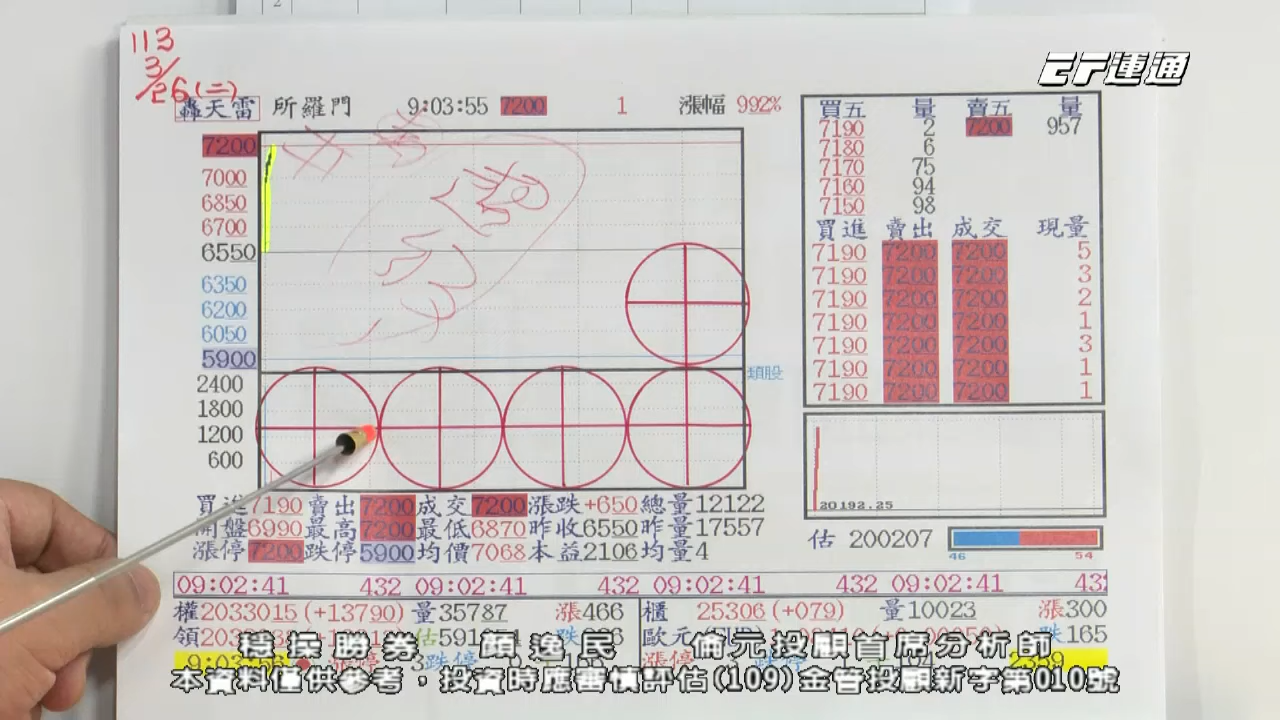 113
3/26(二)
EF運通
轟天雷 所羅門 9:03:55 7200 1 漲幅 992%
7200
7000
6850
6700
6550
6350
6200
6050
5900
2400
1800
1200
600
類股
買五 量 賣五 量
7190 2 7200 957
7180 6
7170 75
7160 94
7150 98
買進 賣出 成交 現量
7190 7200 7200 5
7190 7200 7200 3
7190 7200 7200 2
7190 7200 7200 1
7190 7200 7200 3
7190 7200 7200 1
7190 7200 7200 1
20192.25
估 200207
46 54
買進7190 賣出7200 成交7200 漲跌+650 總量12122
開盤6990 最高7200 最低6870 昨收6550 昨量17557
漲停7200 跌停5900 均價7068 本益2106 均量4
09:02:41 432 09:02:41 432 09:02:41 432 09:02:41 43
權2033015(+13790) 量35787 漲466 櫃 25306(+079) 量10023 漲300
跌165
穩操勝券 顏逸民 倫元投顧首席分析師
本資料僅供參考，投資時應審慎評估(109)金管投顧新字第010號